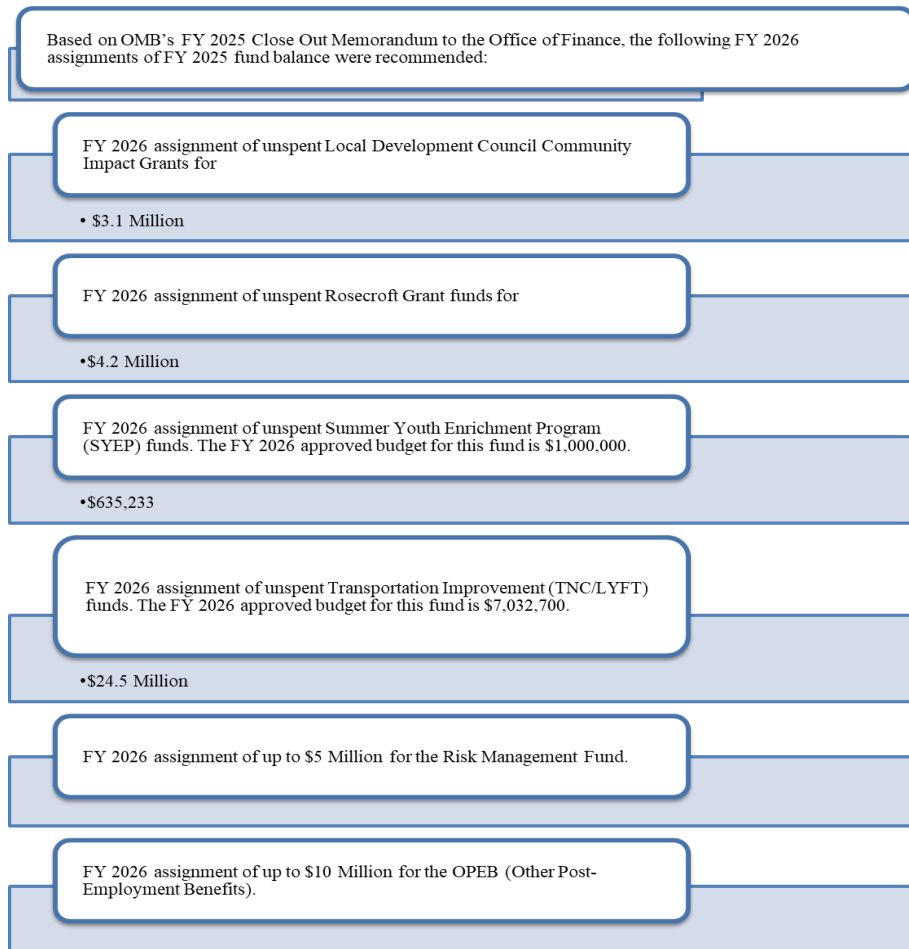 Based on OMB’s FY 2025 Close Out Memorandum to the Office of Finance, the following FY 2026
assignments of FY 2025 fund balance were recommended:
FY 2026 assignment of unspent Local Development Council Community
Impact Grants for
• $3.1 Million
FY 2026 assignment of unspent Rosecroft Grant funds for
•$4.2 Million
FY 2026 assignment of unspent Summer Youth Enrichment Program
(SYEP) funds. The FY 2026 approved budget for this fund is $1,000,000.
•$635,233
FY 2026 assignment of unspent Transportation Improvement (TNC/LYFT)
funds. The FY 2026 approved budget for this fund is $7,032,700.
•$24.5 Million
FY 2026 assignment of up to $5 Million for the Risk Management Fund.
FY 2026 assignment of up to $10 Million for the OPEB (Other Post-
Employment Benefits).